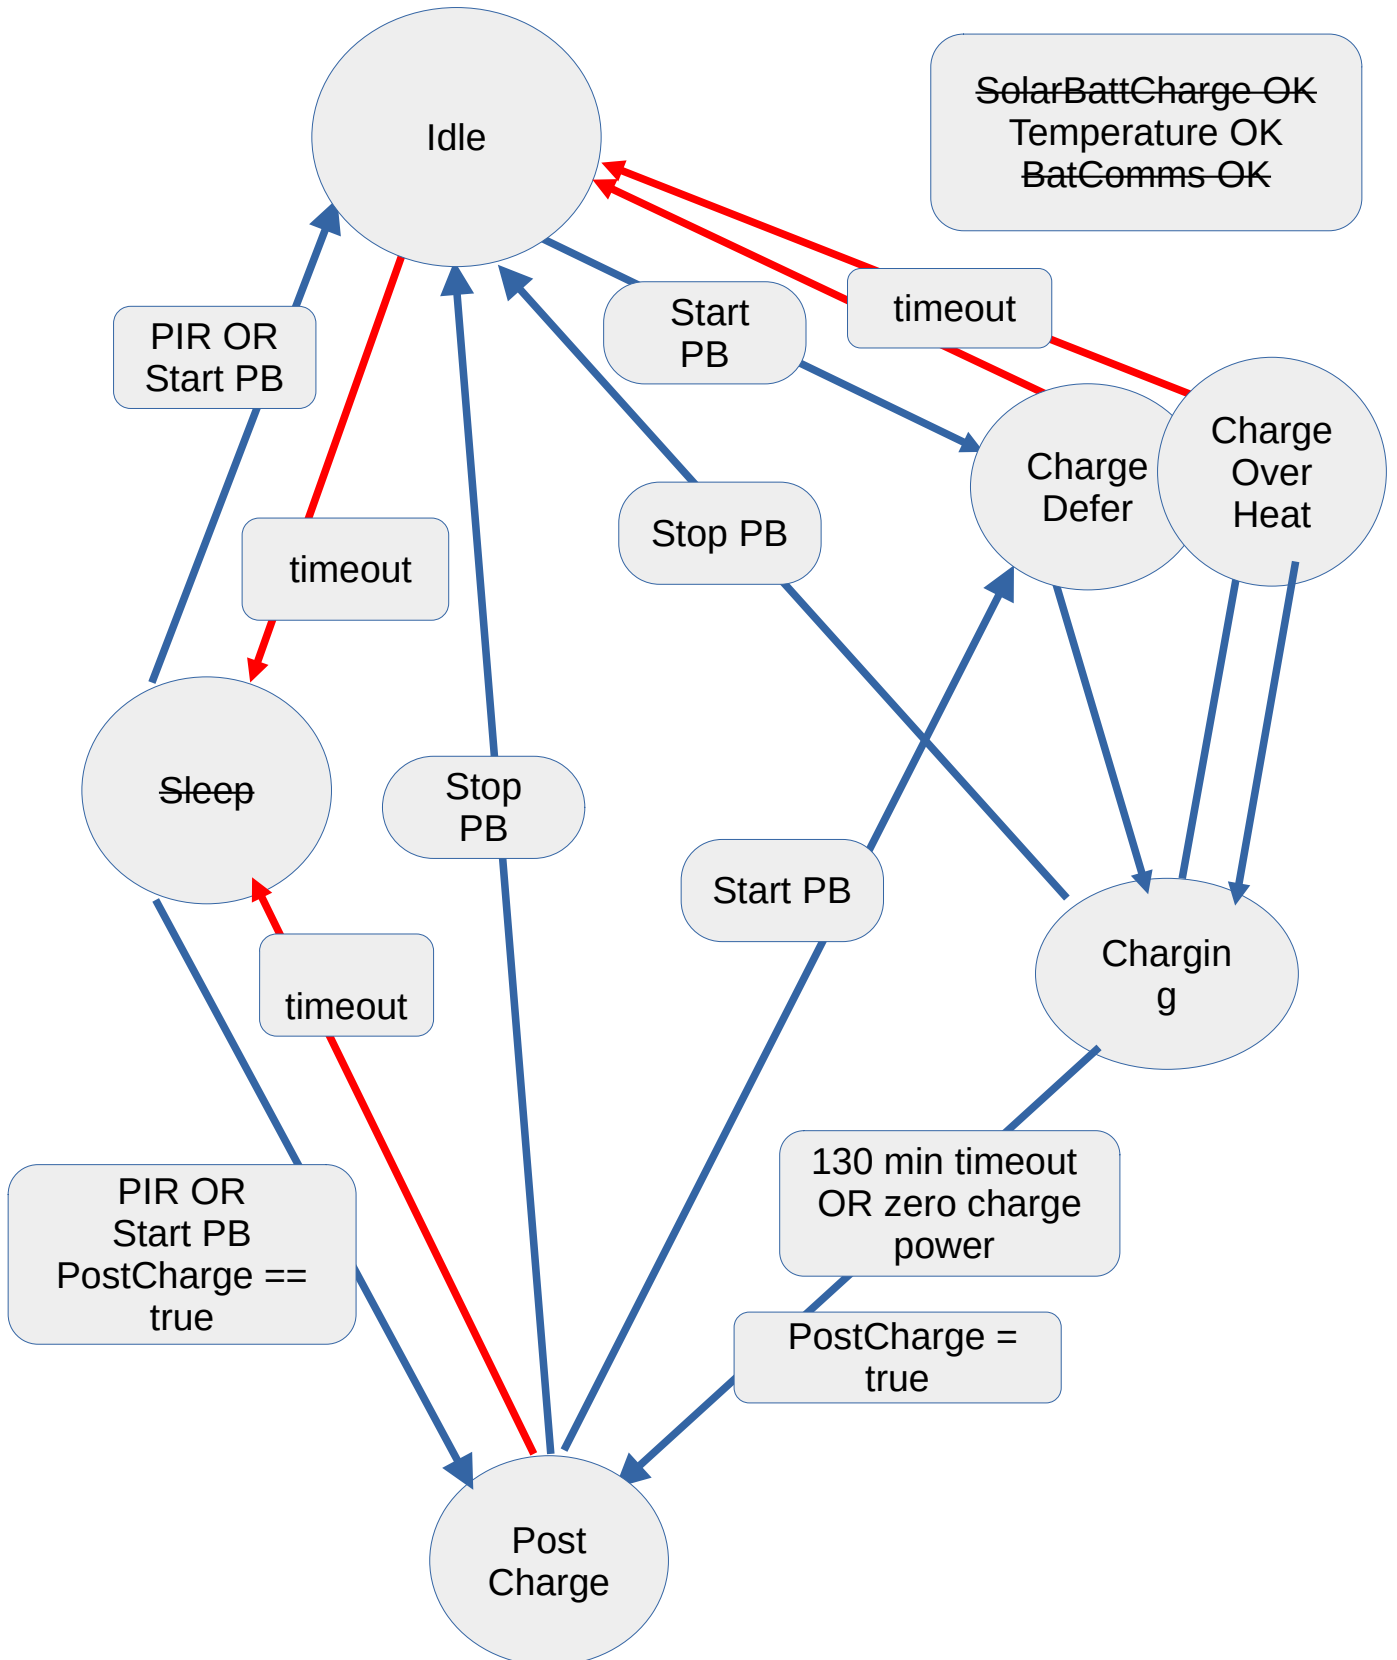 Idle
SolarBattCharge OK
Temperature OK
BatComms OK
timeout
Start
PB
PIR OR
Start PB
Charge
Over
Heat
Charge
Defer
Stop PB
timeout
Sleep
Stop
PB
Start PB
Chargin
g
timeout
130 min timeout
OR zero charge
power
PIR OR
Start PB
PostCharge ==
true
PostCharge =
true
Post
Charge